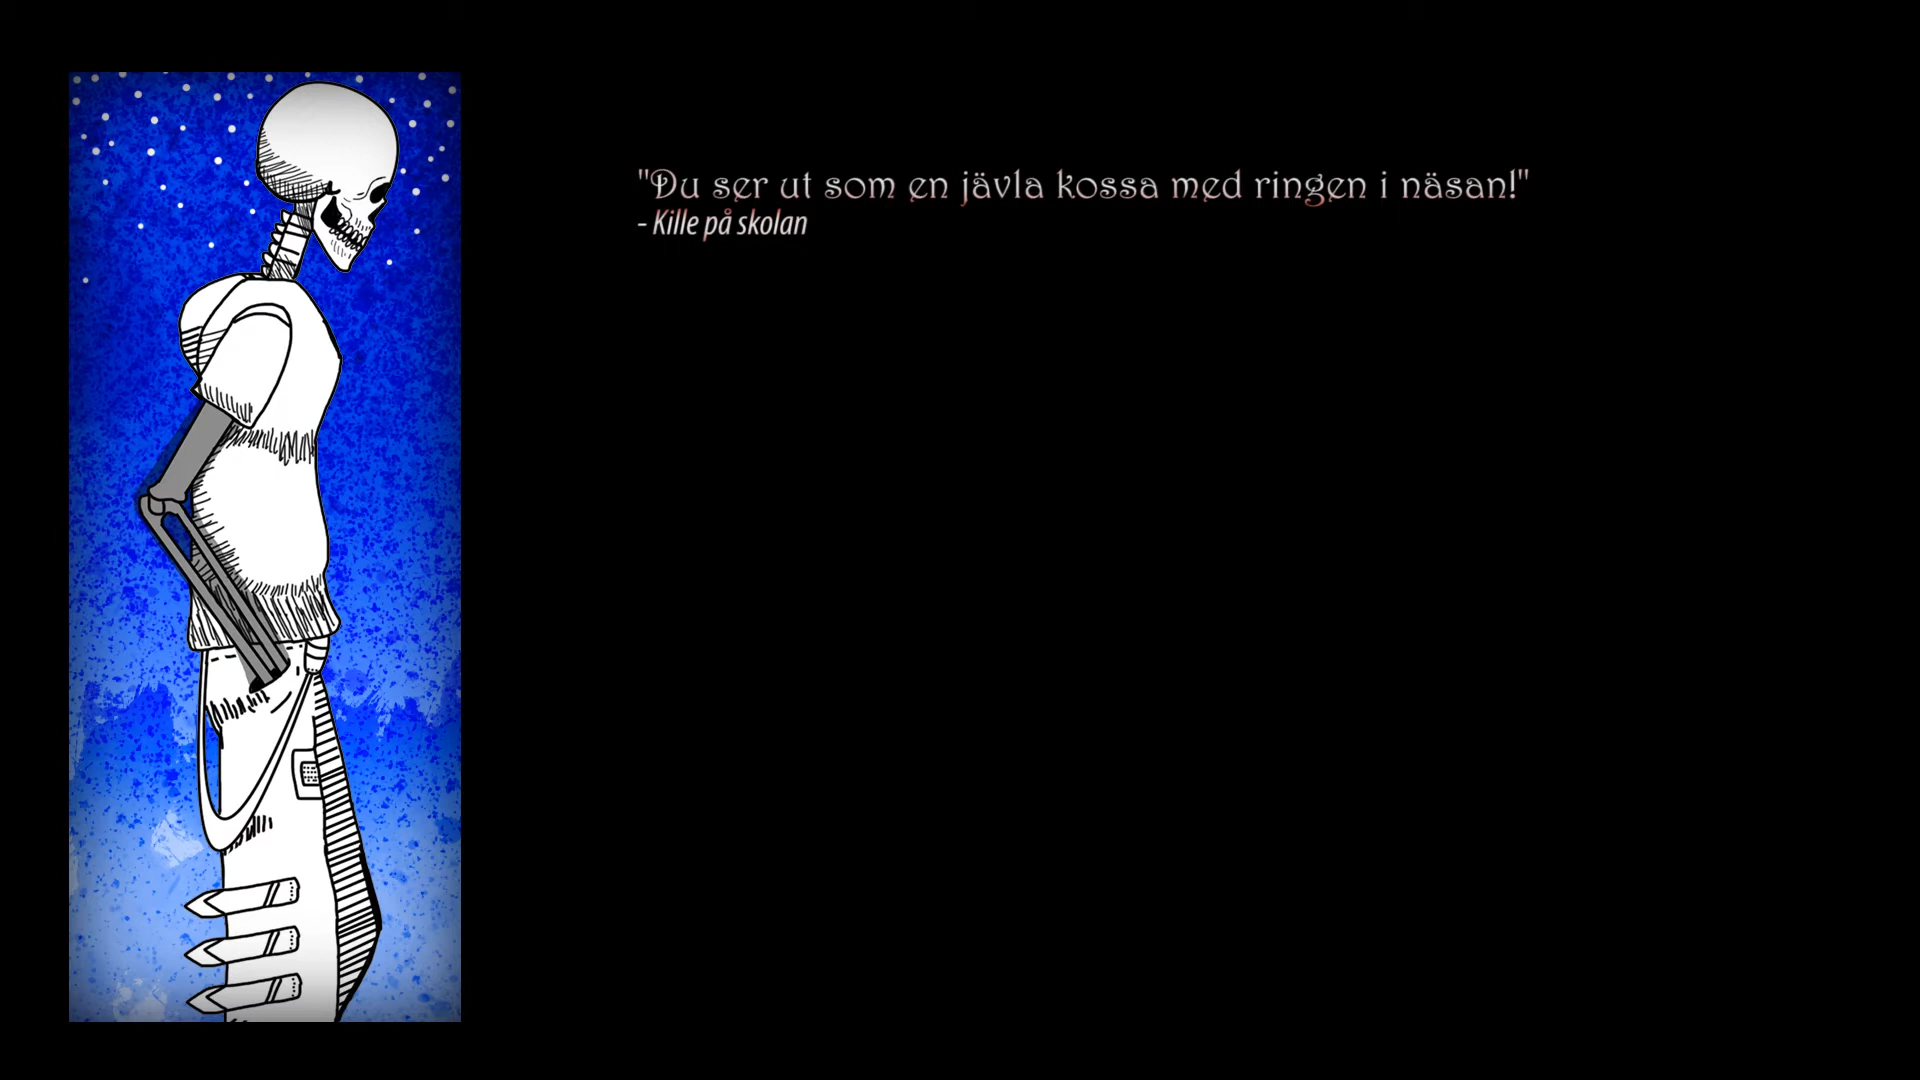 "Du ser ut som en jävla kossa med ringen i näsan!"
- Kille på skolan